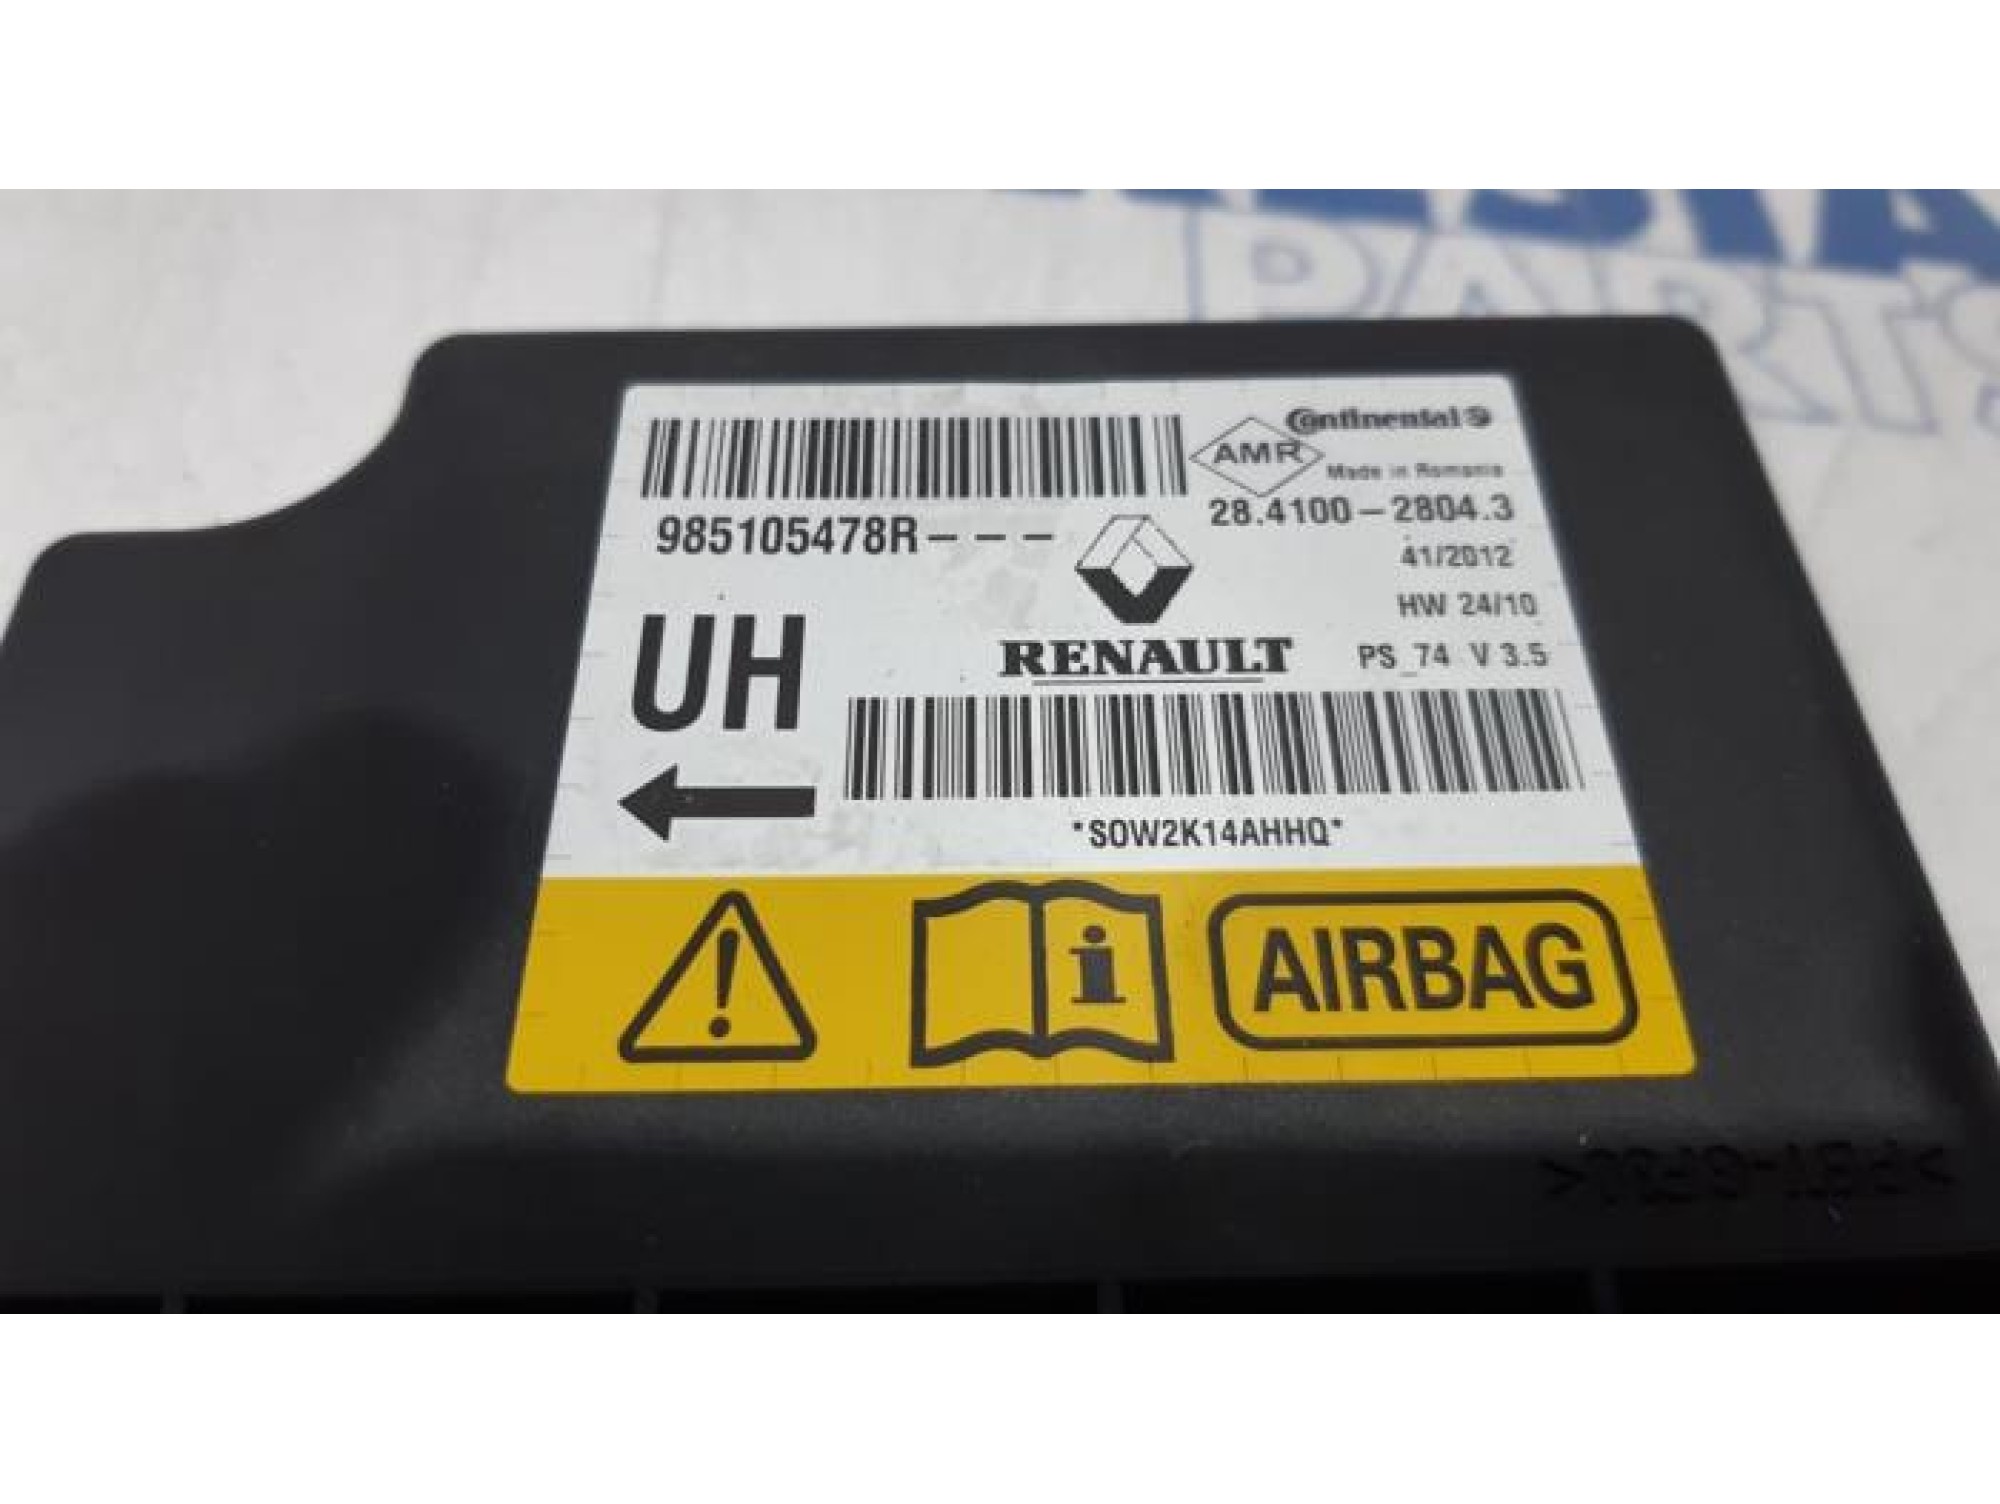 PART'S
Continental
AMR
Made in Romania
985105478R---
28.4100-2804.3
41/2012
HW 24/10
UH
RENAULT
PS_74 V 3.5
*S0W2K14AHHQ*
i
AIRBAG